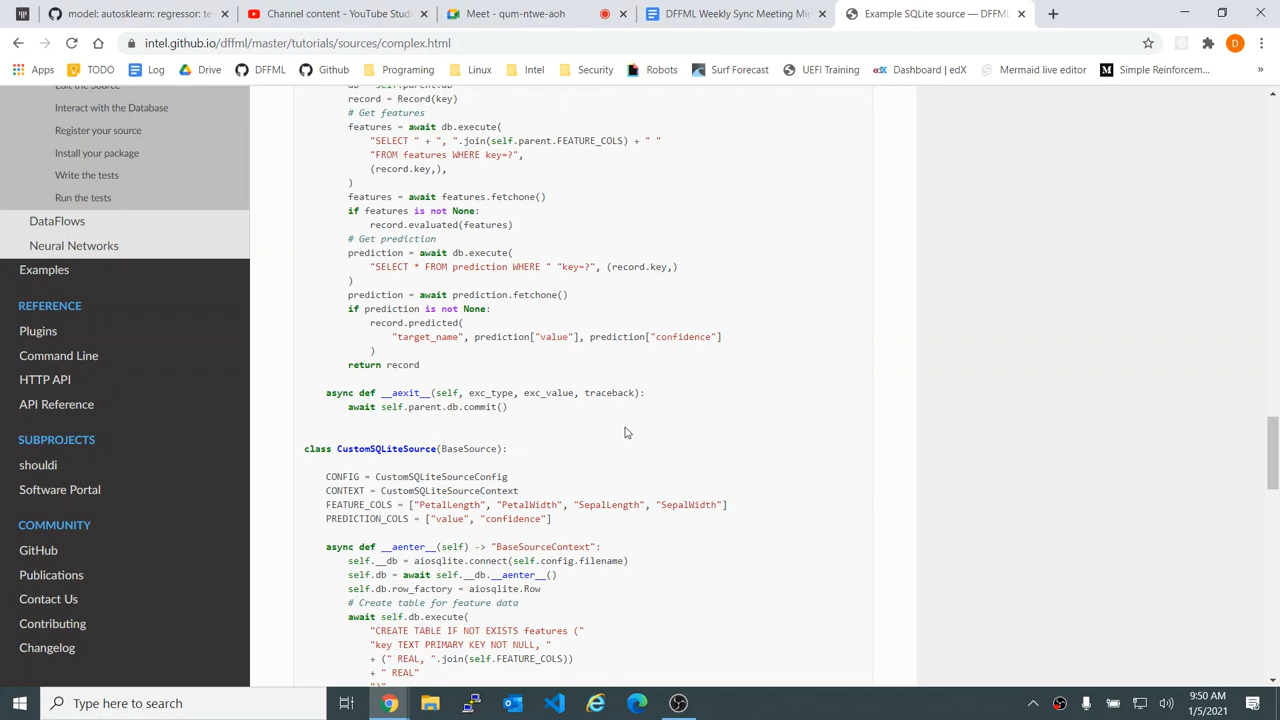 model: autosklearn: regressor: te
Channel content - YouTube Studi
Meet - qum-ntwe-aoh
DFFML Weekly Sync Meeting Min
Example SQLite source — DFFML
intel.github.io/dffml/master/tutorials/sources/complex.html
D
Apps
TODO
Log
Drive
DFFML
Github
Programing
Linux
Intel
Security
Robots
Surf Forecast
UEFI Training
Dashboard | edX
Mermaid live editor
Simple Reinforcem...
»
Edit the Source
Interact with the Database
Register your source
Install your package
Write the tests
Run the tests
DataFlows
Neural Networks
Examples
REFERENCE
Plugins
Command Line
HTTP API
API Reference
SUBPROJECTS
shouldi
Software Portal
COMMUNITY
GitHub
Publications
Contact Us
Contributing
Changelog
db = self.parent.db
record = Record(key)
# Get features
features = await db.execute(
"SELECT " + ", ".join(self.parent.FEATURE_COLS) + " "
"FROM features WHERE key=?",
(record.key,),
)
features = await features.fetchone()
if features is not None:
record.evaluated(features)
# Get prediction
prediction = await db.execute(
"SELECT * FROM prediction WHERE " "key=?", (record.key,)
)
prediction = await prediction.fetchone()
if prediction is not None:
record.predicted(
"target_name", prediction["value"], prediction["confidence"]
)
return record
async def __aexit__(self, exc_type, exc_value, traceback):
await self.parent.db.commit()
class CustomSQLiteSource(BaseSource):
CONFIG = CustomSQLiteSourceConfig
CONTEXT = CustomSQLiteSourceContext
FEATURE_COLS = ["PetalLength", "PetalWidth", "SepalLength", "SepalWidth"]
PREDICTION_COLS = ["value", "confidence"]
async def __aenter__(self) -> "BaseSourceContext":
self.__db = aiosqlite.connect(self.config.filename)
self.db = await self.__db.__aenter__()
self.db.row_factory = aiosqlite.Row
# Create table for feature data
await self.db.execute(
"CREATE TABLE IF NOT EXISTS features ("
"key TEXT PRIMARY KEY NOT NULL, "
+ (" REAL, ".join(self.FEATURE_COLS))
+ " REAL"
")"
Type here to search
9:50 AM
1/5/2021